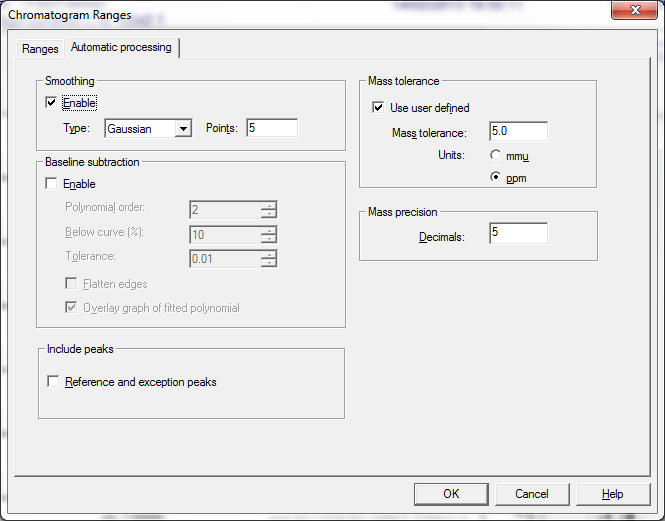 Chromatogram Ranges
Ranges
Automatic processing
Smoothing
Enable
Type: Gaussian Points: 5
Baseline subtraction
Enable
Polynomial order: 2
Below curve (%): 10
Tolerance: 0.01
Flatten edges
Overlay graph of fitted polynomial
Include peaks
Reference and exception peaks
Mass tolerance
Use user defined
Mass tolerance: 5.0
Units: mmu
ppm
Mass precision
Decimals: 5
OK Cancel Help